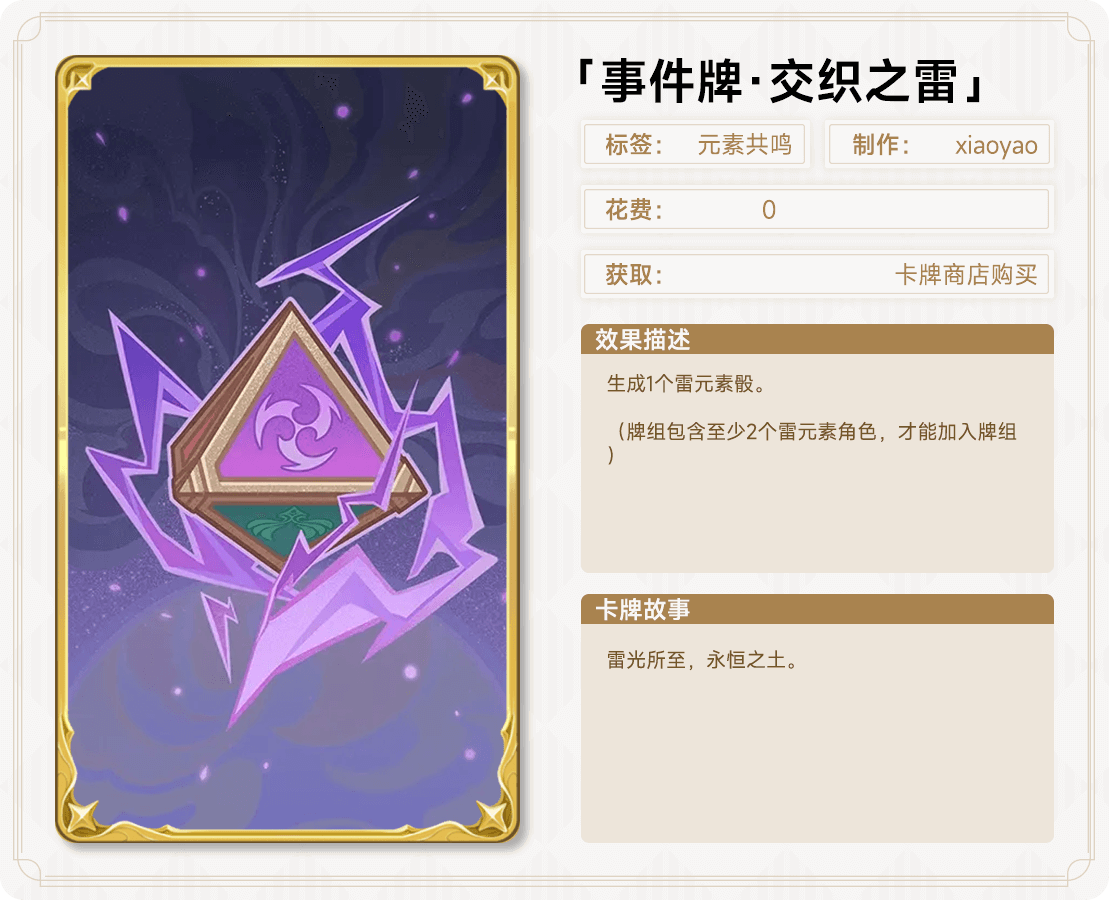 「事件牌·交织之雷」
标签： 元素共鸣
制作： xiaoyao
花费： 0
获取： 卡牌商店购买
效果描述
生成1个雷元素骰。
（牌组包含至少2个雷元素角色，才能加入牌组
）
卡牌故事
雷光所至，永恒之土。